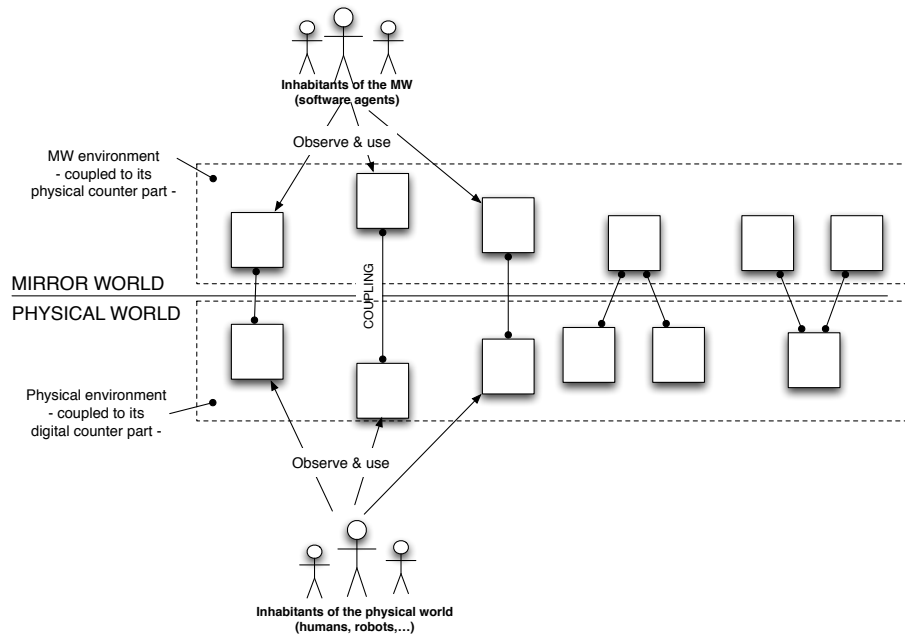 Inhabitants of the MW
(software agents)
Observe & use
MW environment
- coupled to its
physical counter part -
MIRROR WORLD
COUPLING
PHYSICAL WORLD
Physical environment
- coupled to its
digital counter part -
Observe & use
Inhabitants of the physical world
(humans, robots,...)